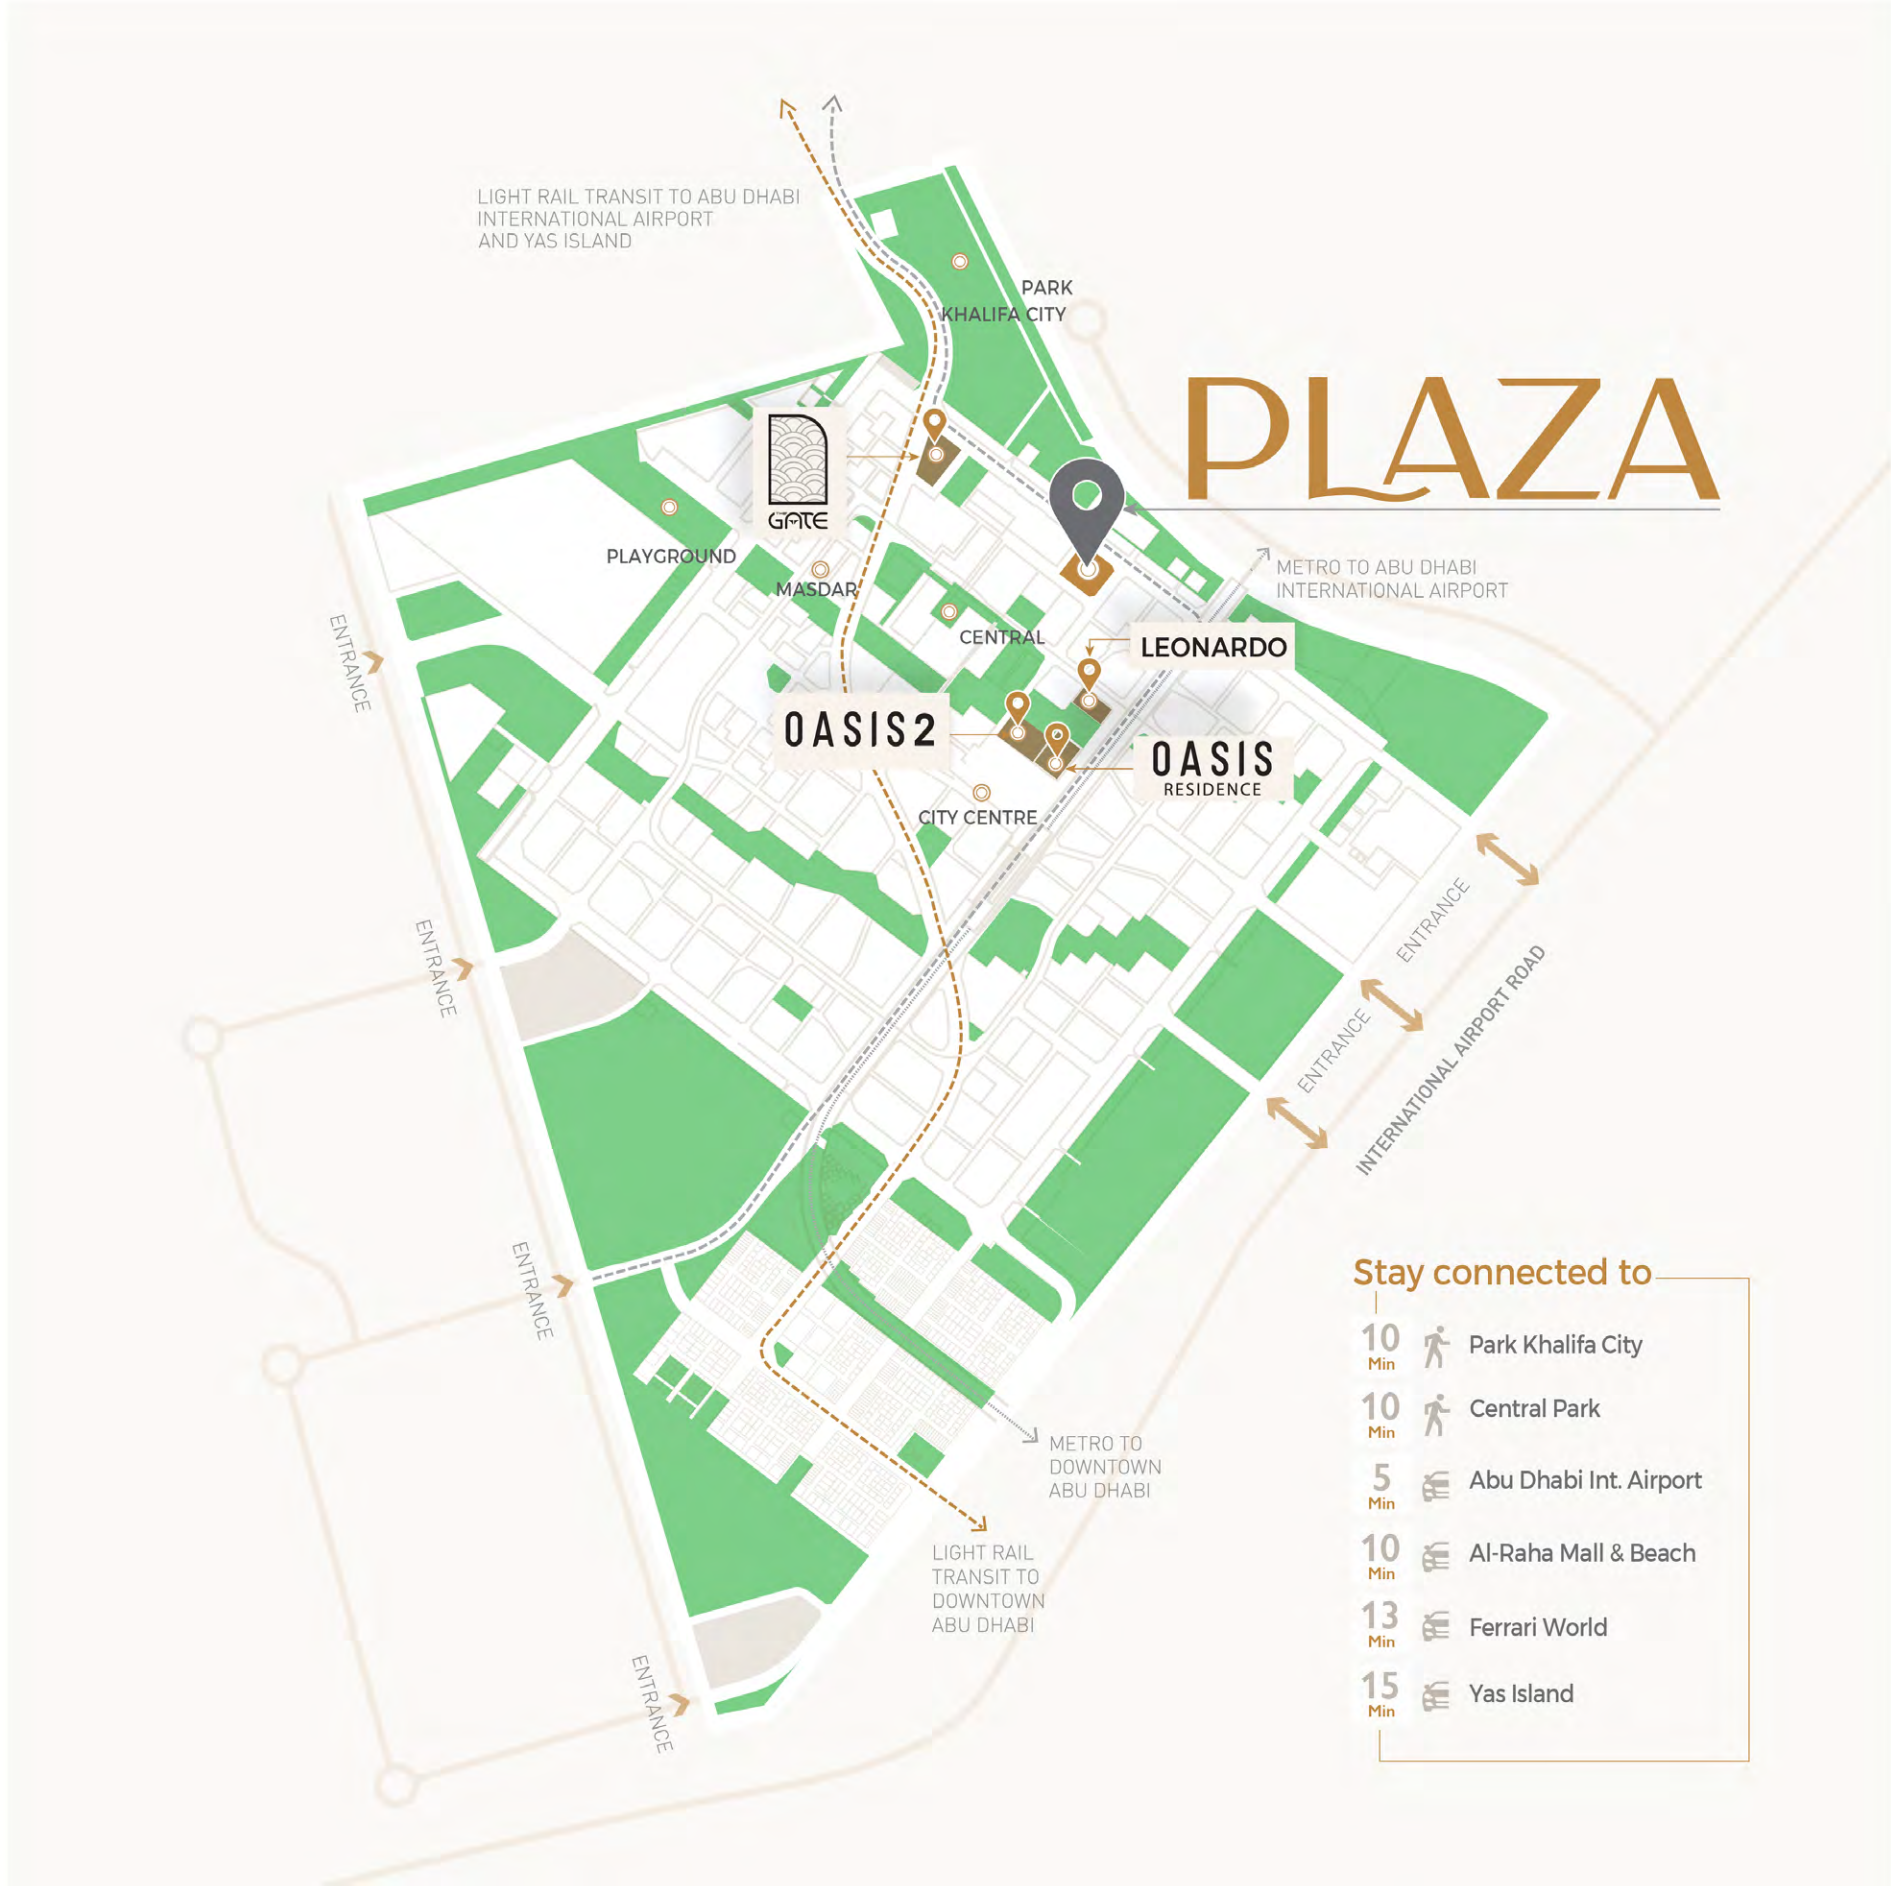 LIGHT RAIL TRANSIT TO ABU DHABI
INTERNATIONAL AIRPORT
AND YAS ISLAND
PARK
KHALIFA CITY
PLAZA
GATE
PLAYGROUND
MASDAR
METRO TO ABU DHABI
INTERNATIONAL AIRPORT
CENTRAL
LEONARDO
OASIS2
OASIS
RESIDENCE
CITY CENTRE
ENTRANCE
ENTRANCE
ENTRANCE
ENTRANCE
ENTRANCE
ENTRANCE
INTERNATIONAL AIRPORT ROAD
METRO TO
DOWNTOWN
ABU DHABI
LIGHT RAIL
TRANSIT TO
DOWNTOWN
ABU DHABI
Stay connected to
10 Min Park Khalifa City
10 Min Central Park
5 Min Abu Dhabi Int. Airport
10 Min Al-Raha Mall & Beach
13 Min Ferrari World
15 Min Yas Island